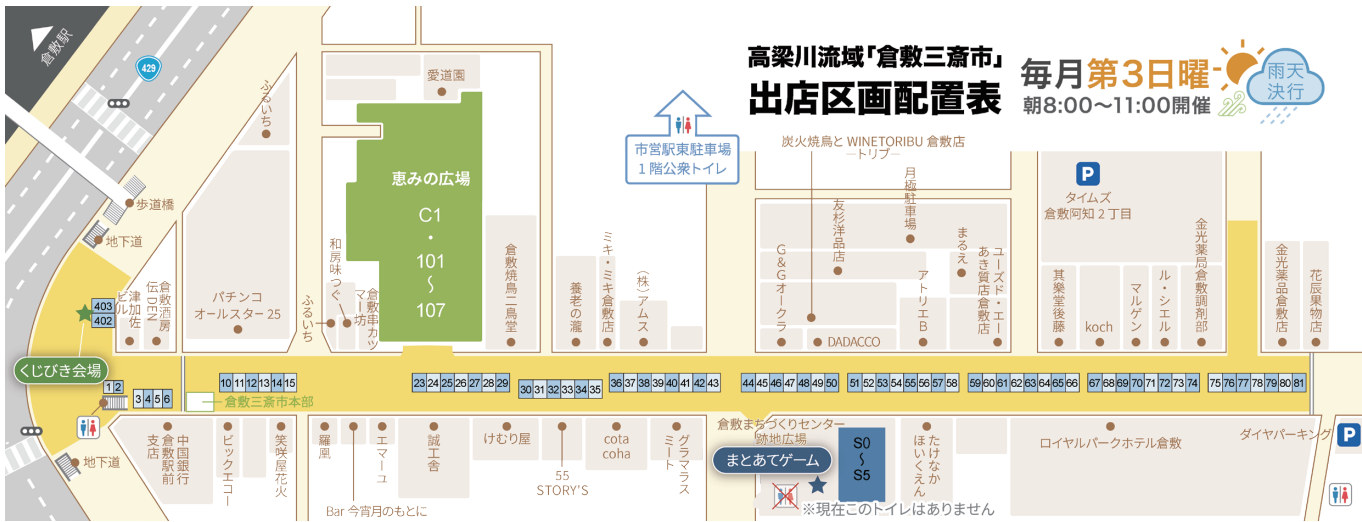 高梁川流域「倉敷三斎市」
出店区画配置表
毎月第3日曜
朝8:00〜11:00開催
雨天
決行
倉敷駅
429
歩道橋
地下道
403
402
くじびき会場
1 2
3 4 5 6
地下道
津加佐
ビル
倉敷酒房
伝DEN
ふるいち
パチンコ
オールスター25
ふるいち
和房味つぐ
倉敷串カツ
マー坊
愛道園
恵みの広場
C1
・
101
〜
107
倉敷焼鳥二鳥堂
養老の瀧
ミキ・ミキ倉敷店
(株)アムス
市営駅東駐車場
1階公衆トイレ
炭火焼鳥と WINETORIBU 倉敷店
―トリブ―
月極駐車場
友杉洋品店
まるえ
G&Gオークラ
DADACCO
アトリエB
ユーズド・エー
あき質店倉敷店
P
タイムズ
倉敷阿知2丁目
其樂堂後藤
koch
マルゲン
ル・シエル
金光薬局倉敷調剤部
金光薬品倉敷店
花辰果物店
10 11 12 13 14 15
23 24 25 26 27 28 29
30 31 32 33 34 35
36 37 38 39 40 41 42 43
44 45 46 47 48 49 50
51 52 53 54 55 56 57 58
59 60 61 62 63 64 65 66
67 68 69 70 71 72 73 74
75 76 77 78 79 80 81
倉敷三斎市本部
中国銀行
倉敷駅前
支店
ビックエコー
笑咲屋花火
羅凰
Bar 今宵月のもとに
エマーユ
誠工舎
けむり屋
55
STORY'S
cota
coha
グラマラス
ミート
倉敷まちづくりセンター
跡地広場
まとあてゲーム
S0
〜
S5
※現在このトイレはありません
たけなか
ほいくえん
ロイヤルパークホテル倉敷
ダイヤパーキング
P